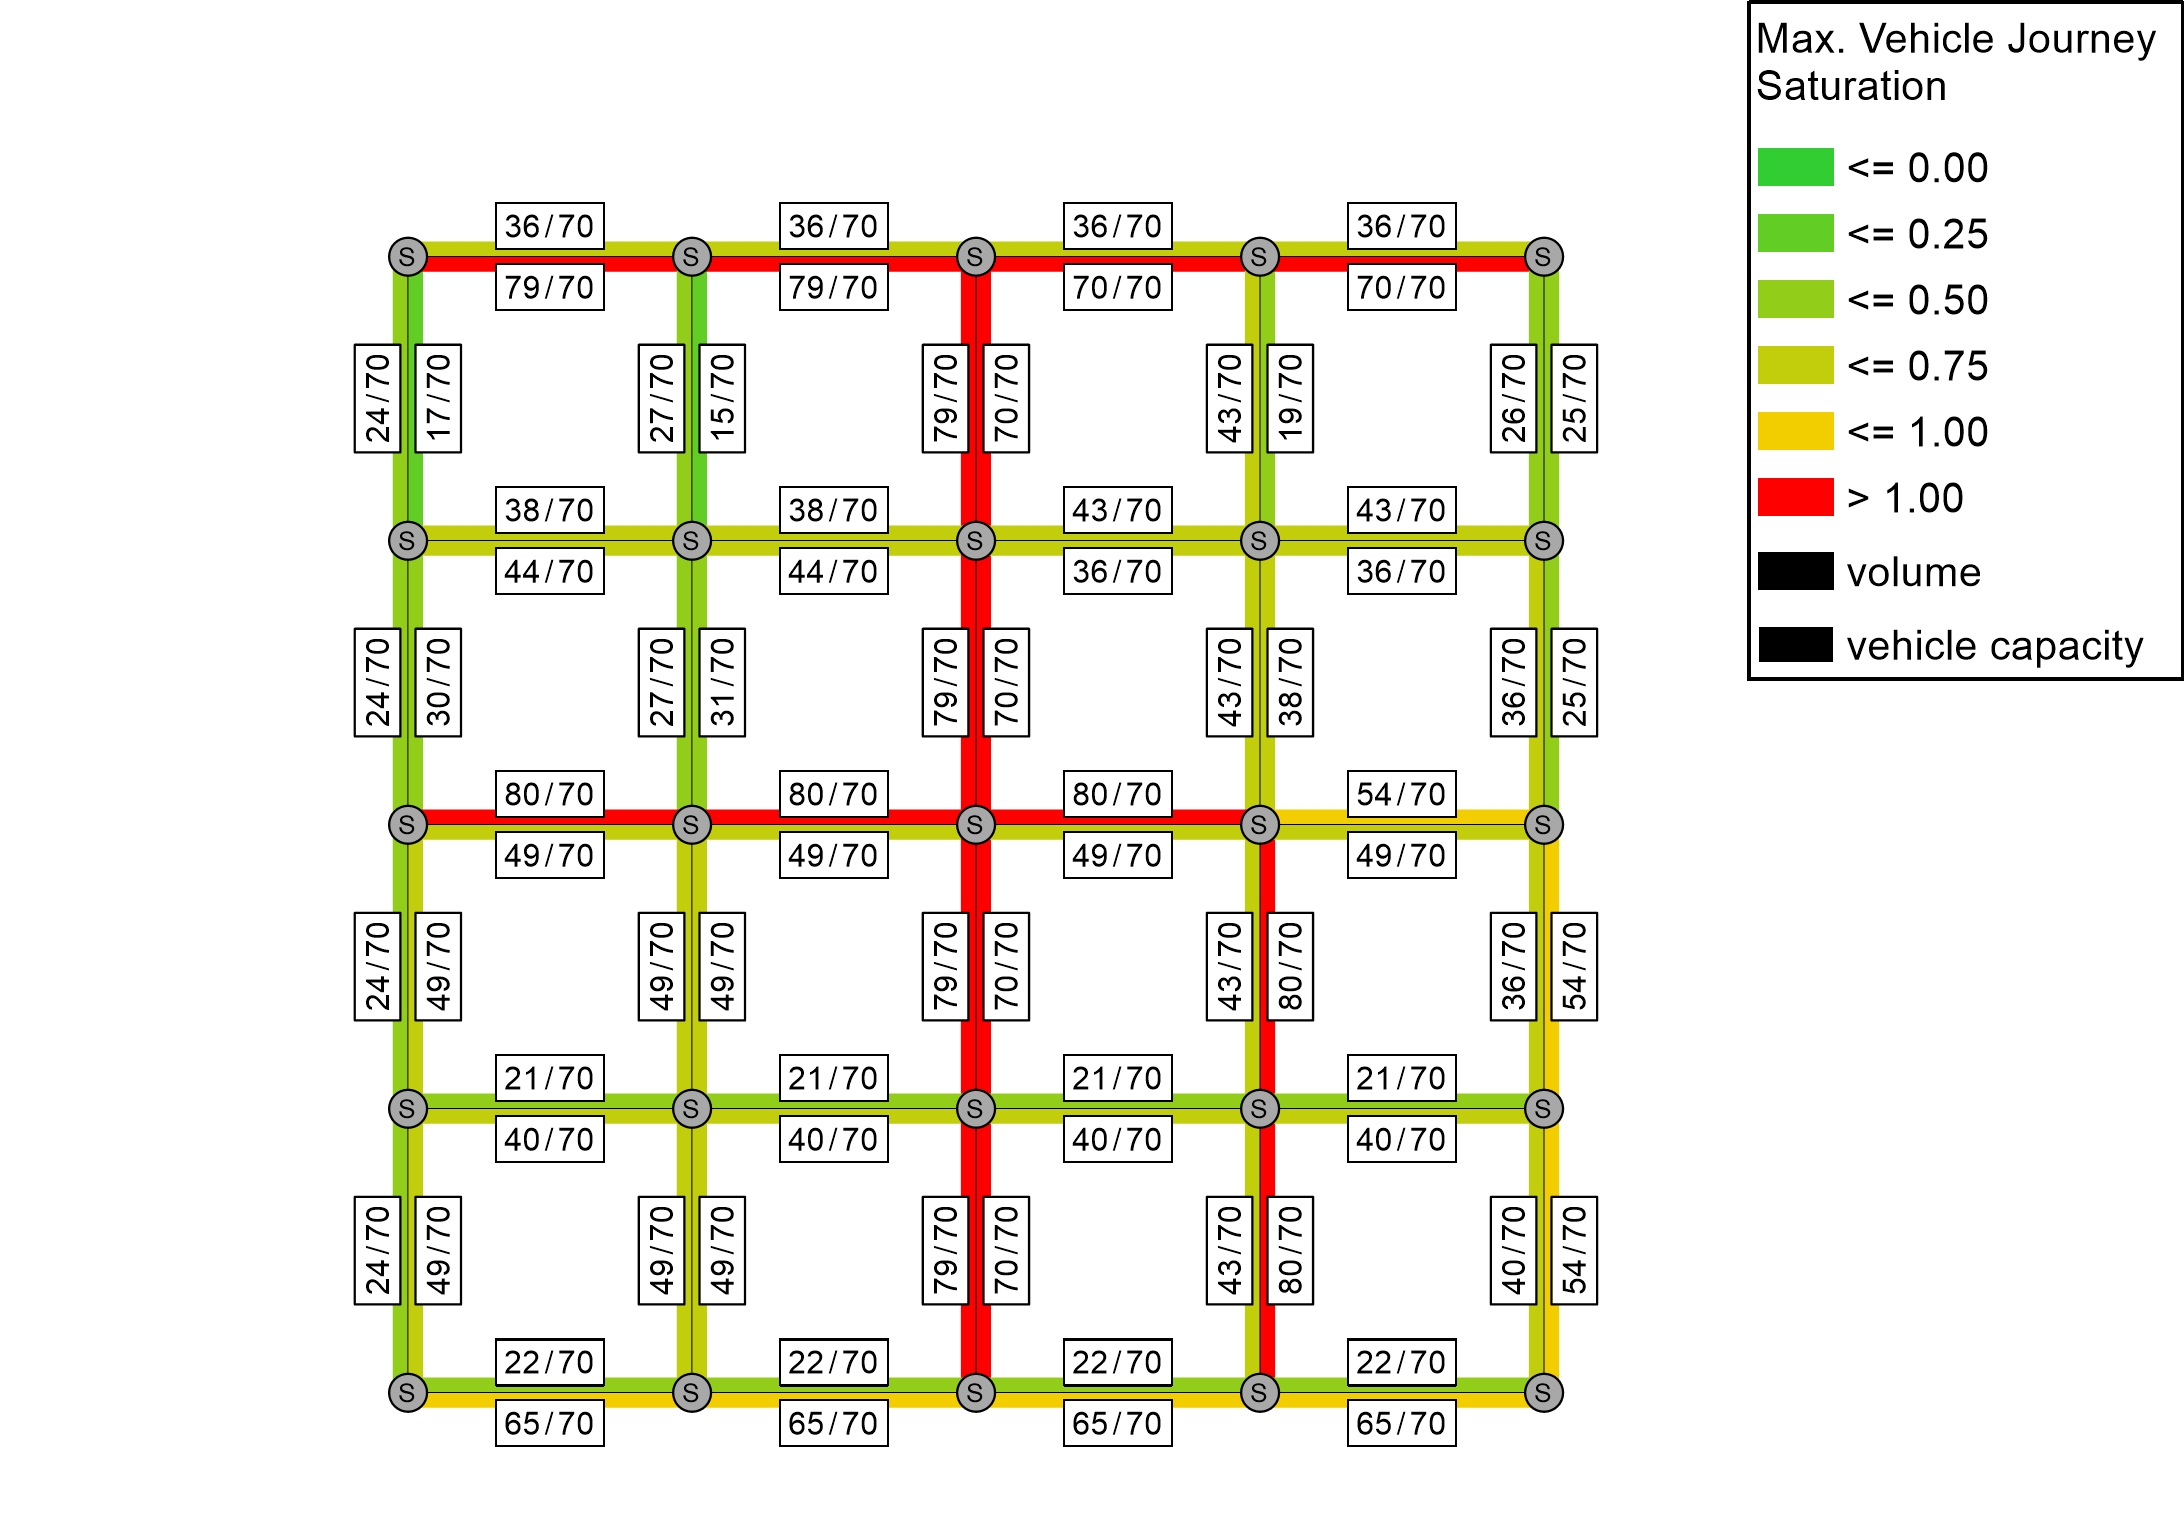 Max. Vehicle Journey
Saturation
<= 0.00
<= 0.25
<= 0.50
<= 0.75
<= 1.00
> 1.00
volume
vehicle capacity
36/70 36/70 36/70 36/70
S S S S S
79/70 79/70 70/70 70/70
24/70 17/70 27/70 15/70 79/70 70/70 43/70 19/70 26/70 25/70
38/70 38/70 43/70 43/70
S S S S S
44/70 44/70 36/70 36/70
24/70 30/70 27/70 31/70 79/70 70/70 43/70 38/70 36/70 25/70
80/70 80/70 80/70 54/70
S S S S S
49/70 49/70 49/70 49/70
24/70 49/70 49/70 49/70 79/70 70/70 43/70 80/70 36/70 54/70
21/70 21/70 21/70 21/70
S S S S S
40/70 40/70 40/70 40/70
24/70 49/70 49/70 49/70 79/70 70/70 43/70 80/70 40/70 54/70
22/70 22/70 22/70 22/70
S S S S S
65/70 65/70 65/70 65/70